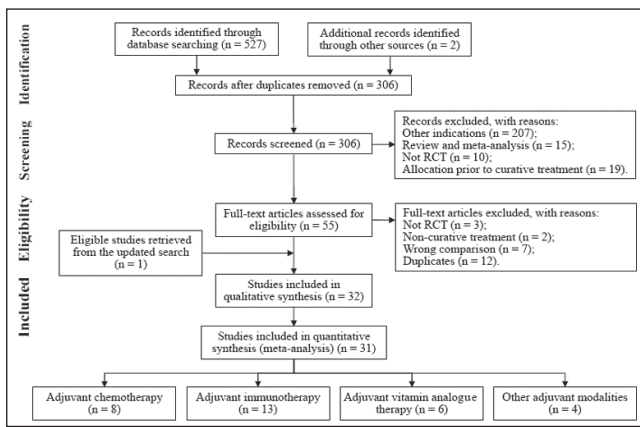 Identification
Records identified through
database searching (n = 527)
Additional records identified
through other sources (n = 2)
Records after duplicates removed (n = 306)
Screening
Records screened (n = 306)
Records excluded, with reasons:
Other indications (n = 207);
Review and meta-analysis (n = 15);
Not RCT (n = 10);
Allocation prior to curative treatment (n = 19).
Eligibility
Full-text articles assessed for
eligibility (n = 55)
Full-text articles excluded, with reasons:
Not RCT (n = 3);
Non-curative treatment (n = 2);
Wrong comparison (n = 7);
Duplicates (n = 12).
Eligible studies retrieved
from the updated search
(n = 1)
Included
Studies included in
qualitative synthesis (n = 32)
Studies included in quantitative
synthesis (meta-analysis) (n = 31)
Adjuvant chemotherapy
(n = 8)
Adjuvant immunotherapy
(n = 13)
Adjuvant vitamin analogue
therapy (n = 6)
Other adjuvant modalities
(n = 4)